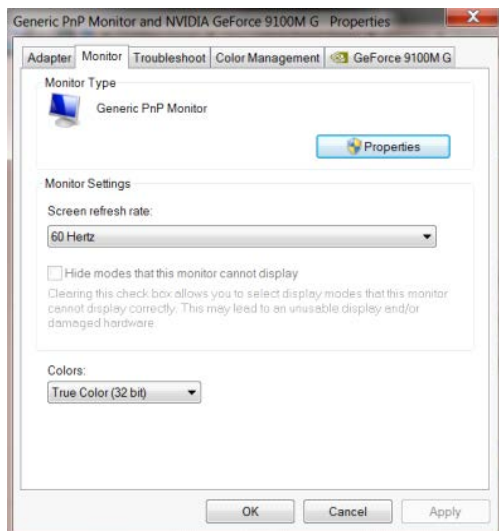 Generic PnP Monitor and NVIDIA GeForce 9100M G Properties
Adapter Monitor Troubleshoot Color Management GeForce 9100M G
Monitor Type
Generic PnP Monitor
Properties
Monitor Settings
Screen refresh rate:
60 Hertz
Hide modes that this monitor cannot display
Clearing this check box allows you to select display modes that this monitor
cannot display correctly. This may lead to an unusable display and/or
damaged hardware.
Colors:
True Color (32 bit)
OK Cancel Apply